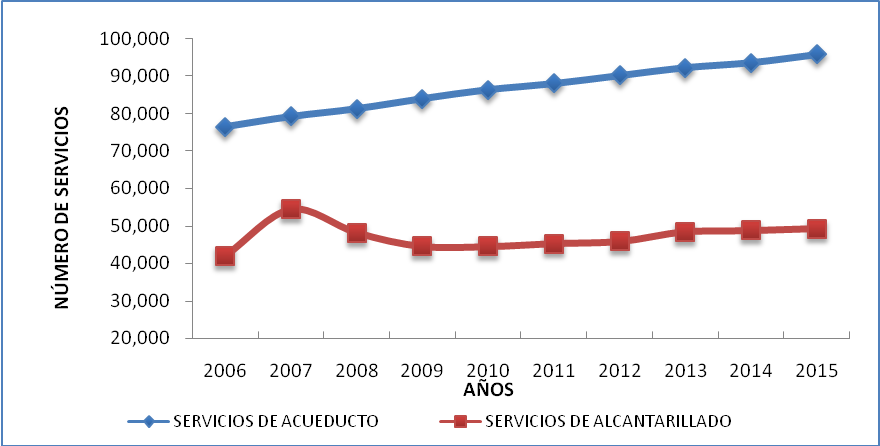 NÚMERO DE SERVICIOS
100,000
90,000
80,000
70,000
60,000
50,000
40,000
30,000
20,000
2006 2007 2008 2009 2010 2011 2012 2013 2014 2015
AÑOS
SERVICIOS DE ACUEDUCTO SERVICIOS DE ALCANTARILLADO